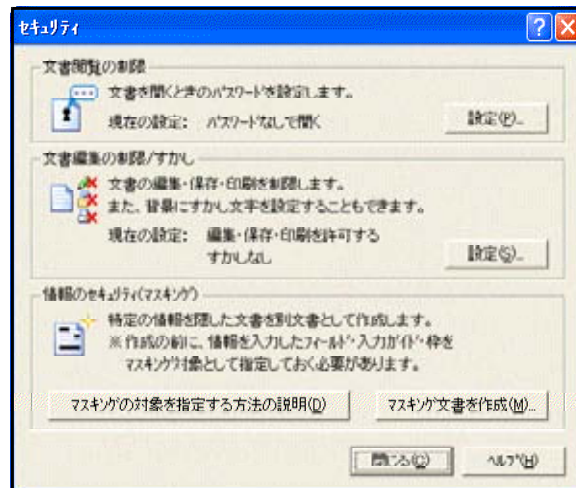 セキュリティ
文書閲覧の制限
文書を開くときのパスワードを設定します。
現在の設定: パスワードなしで開く
設定(P)...
文書編集の制限/すかし
文書の編集・保存・印刷を制限します。
また、背景にすかし文字を設定することもできます。
現在の設定: 編集・保存・印刷を許可する
すかしなし
設定(S)...
情報のセキュリティ(マスキング)
特定の情報を隠した文書を別文書として作成します。
※作成の前に、情報を入力したフィールド・入力ガイド・枠を
マスキング対象として指定しておく必要があります。
マスキングの対象を指定する方法の説明(D) マスキング文書を作成(M)...
閉じる(C) ヘルプ(H)